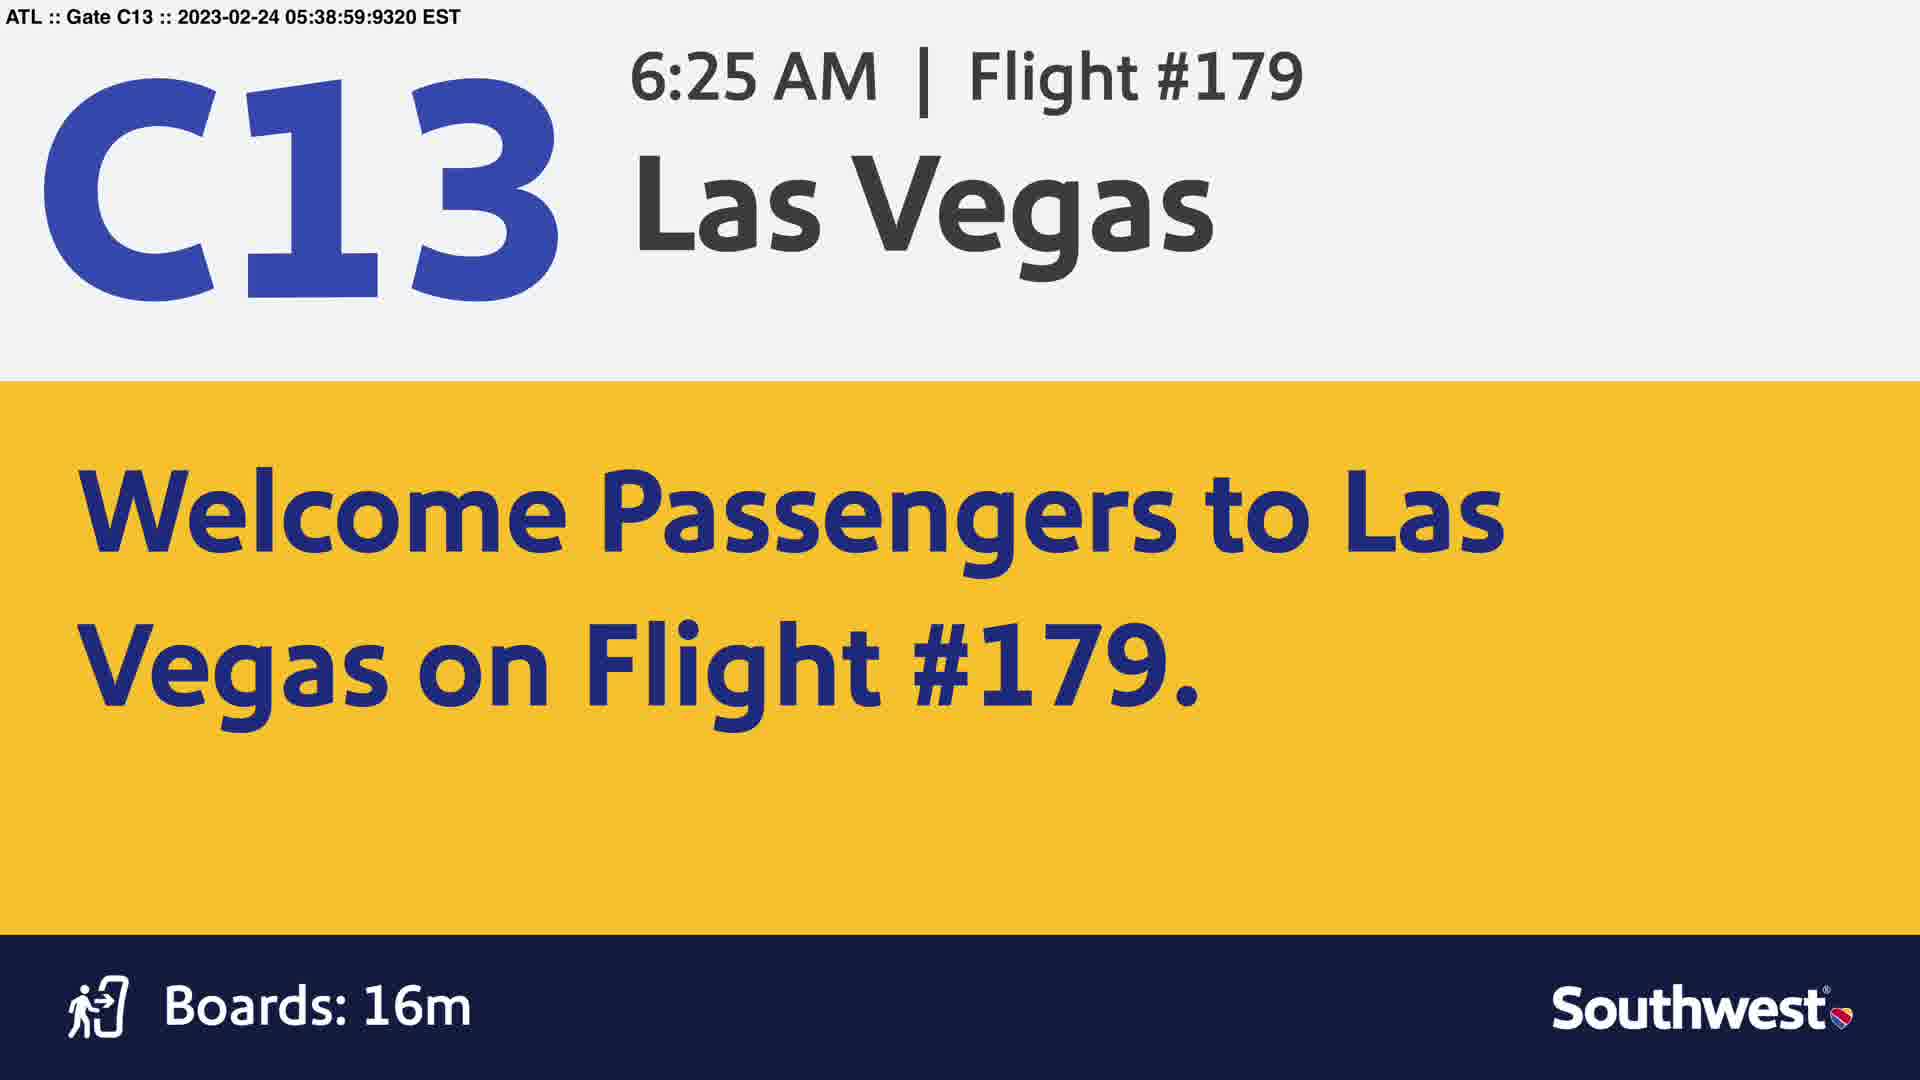 ATL :: Gate C13 :: 2023-02-24 05:38:59:9320 EST
C13
6:25 AM | Flight #179
Las Vegas
Welcome Passengers to Las
Vegas on Flight #179.
Boards: 16m
Southwest®